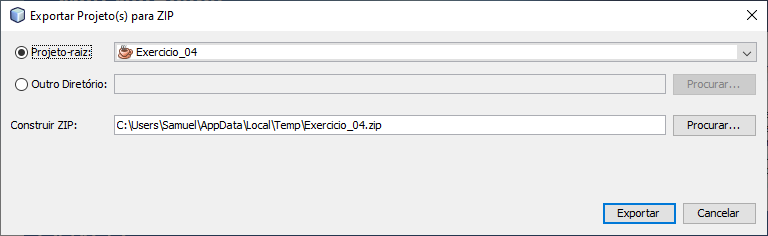 Exportar Projeto(s) para ZIP
Projeto-raiz: Exercicio_04
Outro Diretório: Procurar...
Construir ZIP: C:\Users\Samuel\AppData\Local\Temp\Exercicio_04.zip Procurar...
Exportar Cancelar